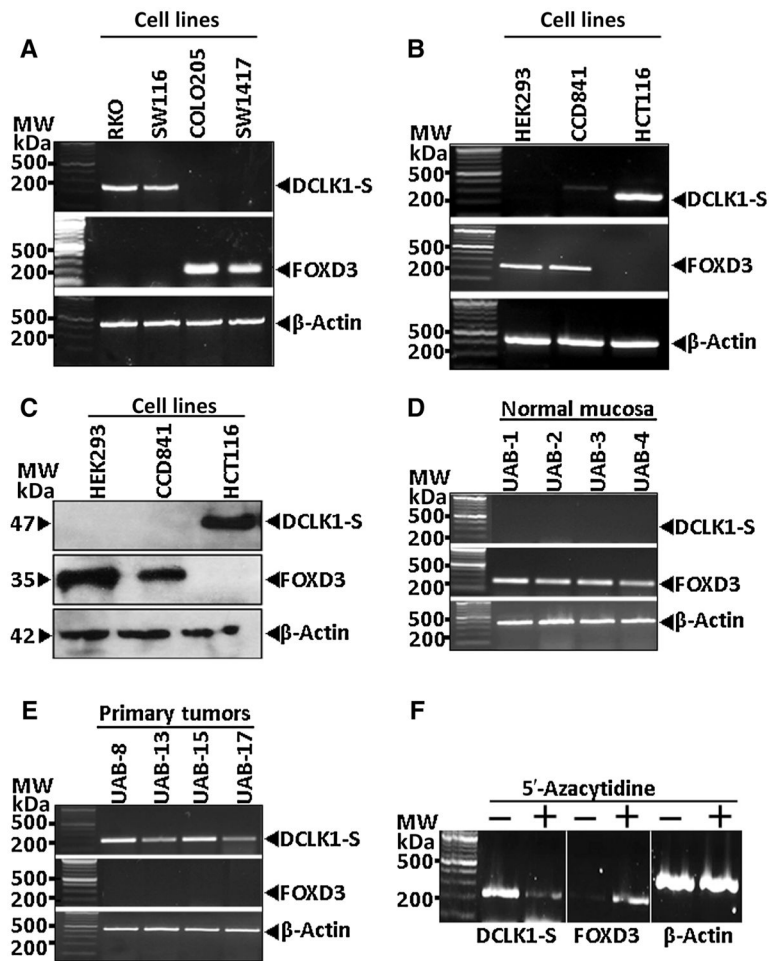 A
Cell lines
RKO
SW116
COLO205
SW1417
MW
kDa
500
200
DCLK1-S
500
200
FOXD3
500
200
β-Actin
B
Cell lines
HEK293
CCD841
HCT116
MW
kDa
500
200
DCLK1-S
500
200
FOXD3
500
200
β-Actin
C
Cell lines
HEK293
CCD841
HCT116
MW
kDa
47
DCLK1-S
35
FOXD3
42
β-Actin
D
Normal mucosa
UAB-1
UAB-2
UAB-3
UAB-4
MW
kDa
500
200
DCLK1-S
500
200
FOXD3
500
200
β-Actin
E
Primary tumors
UAB-8
UAB-13
UAB-15
UAB-17
MW
kDa
500
200
DCLK1-S
500
200
FOXD3
500
200
β-Actin
F
5′-Azacytidine
− + − + − +
MW
kDa
500
200
DCLK1-S FOXD3 β-Actin